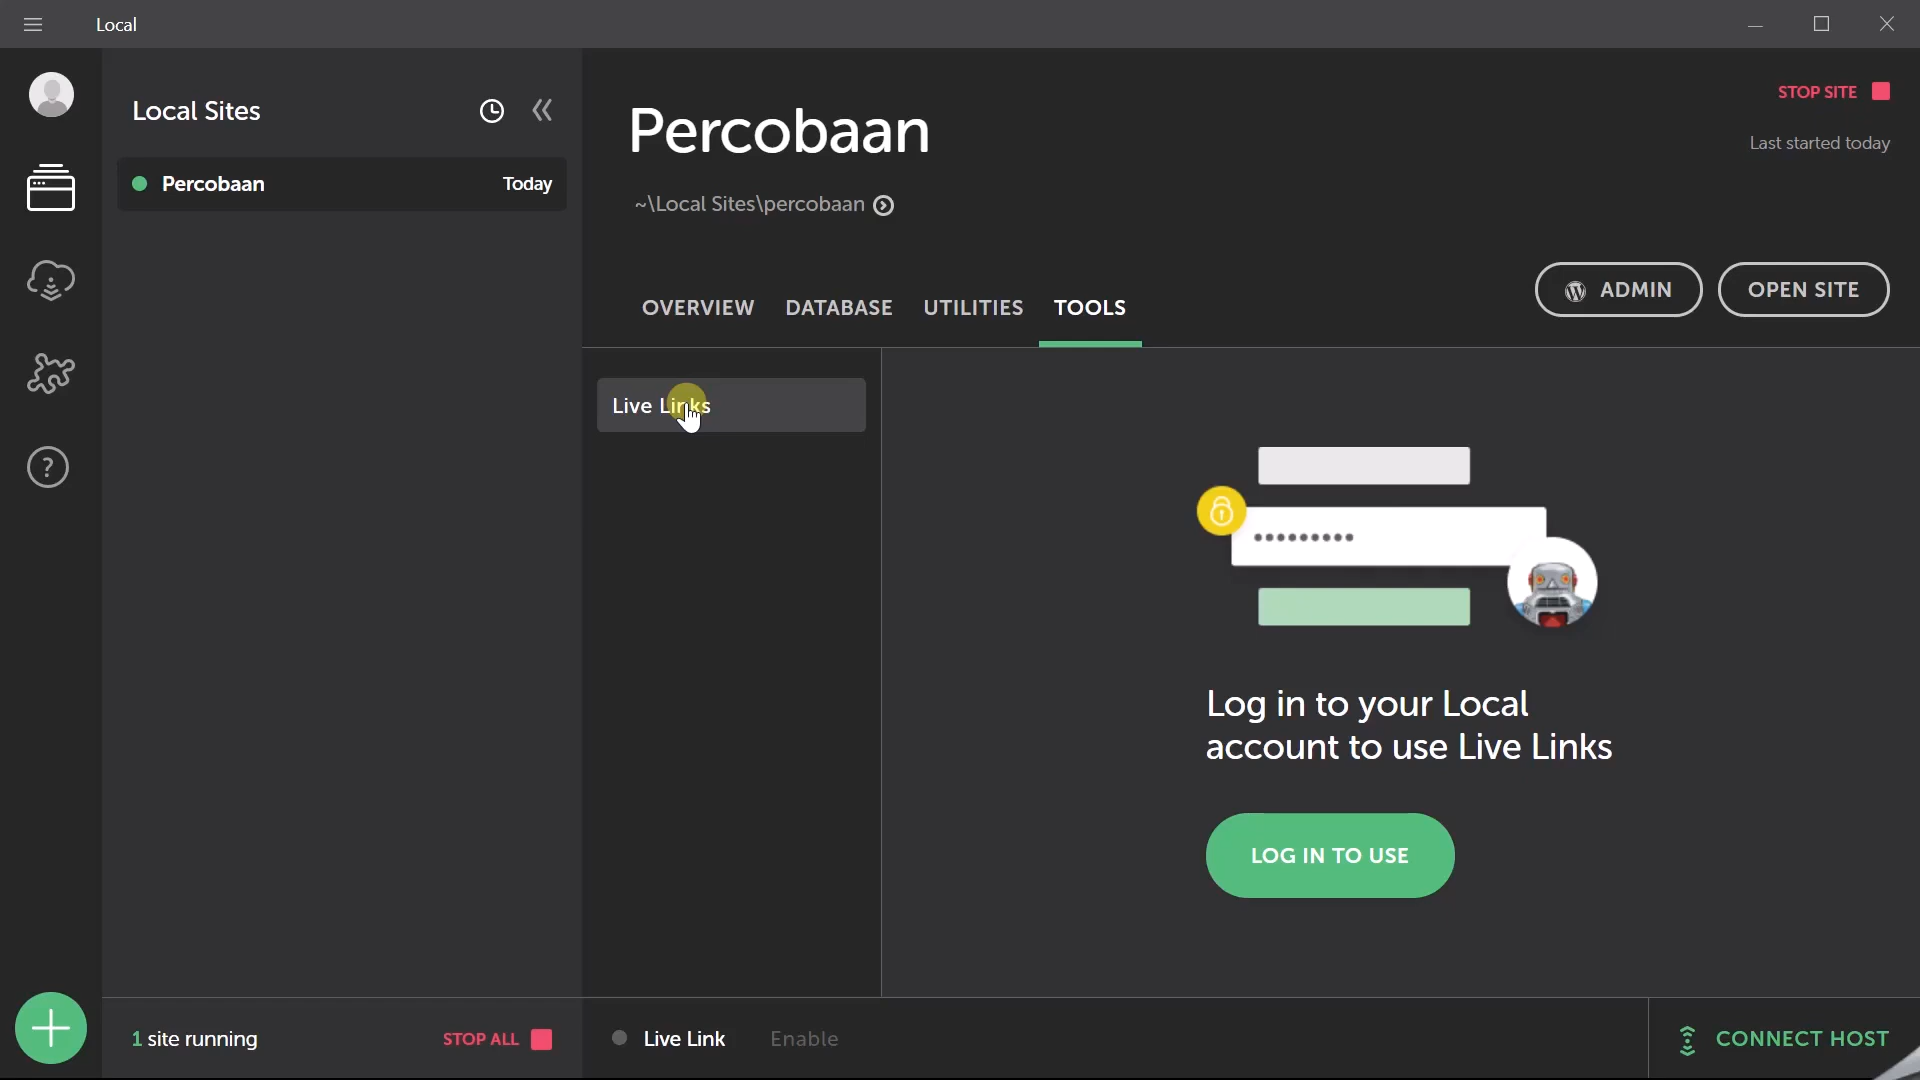 Local
Local Sites
Percobaan
Today
Percobaan
~\Local Sites\percobaan
STOP SITE
Last started today
OVERVIEW
DATABASE
UTILITIES
TOOLS
ADMIN
OPEN SITE
Live Links
Log in to your Local
account to use Live Links
LOG IN TO USE
1 site running
STOP ALL
Live Link
Enable
CONNECT HOST